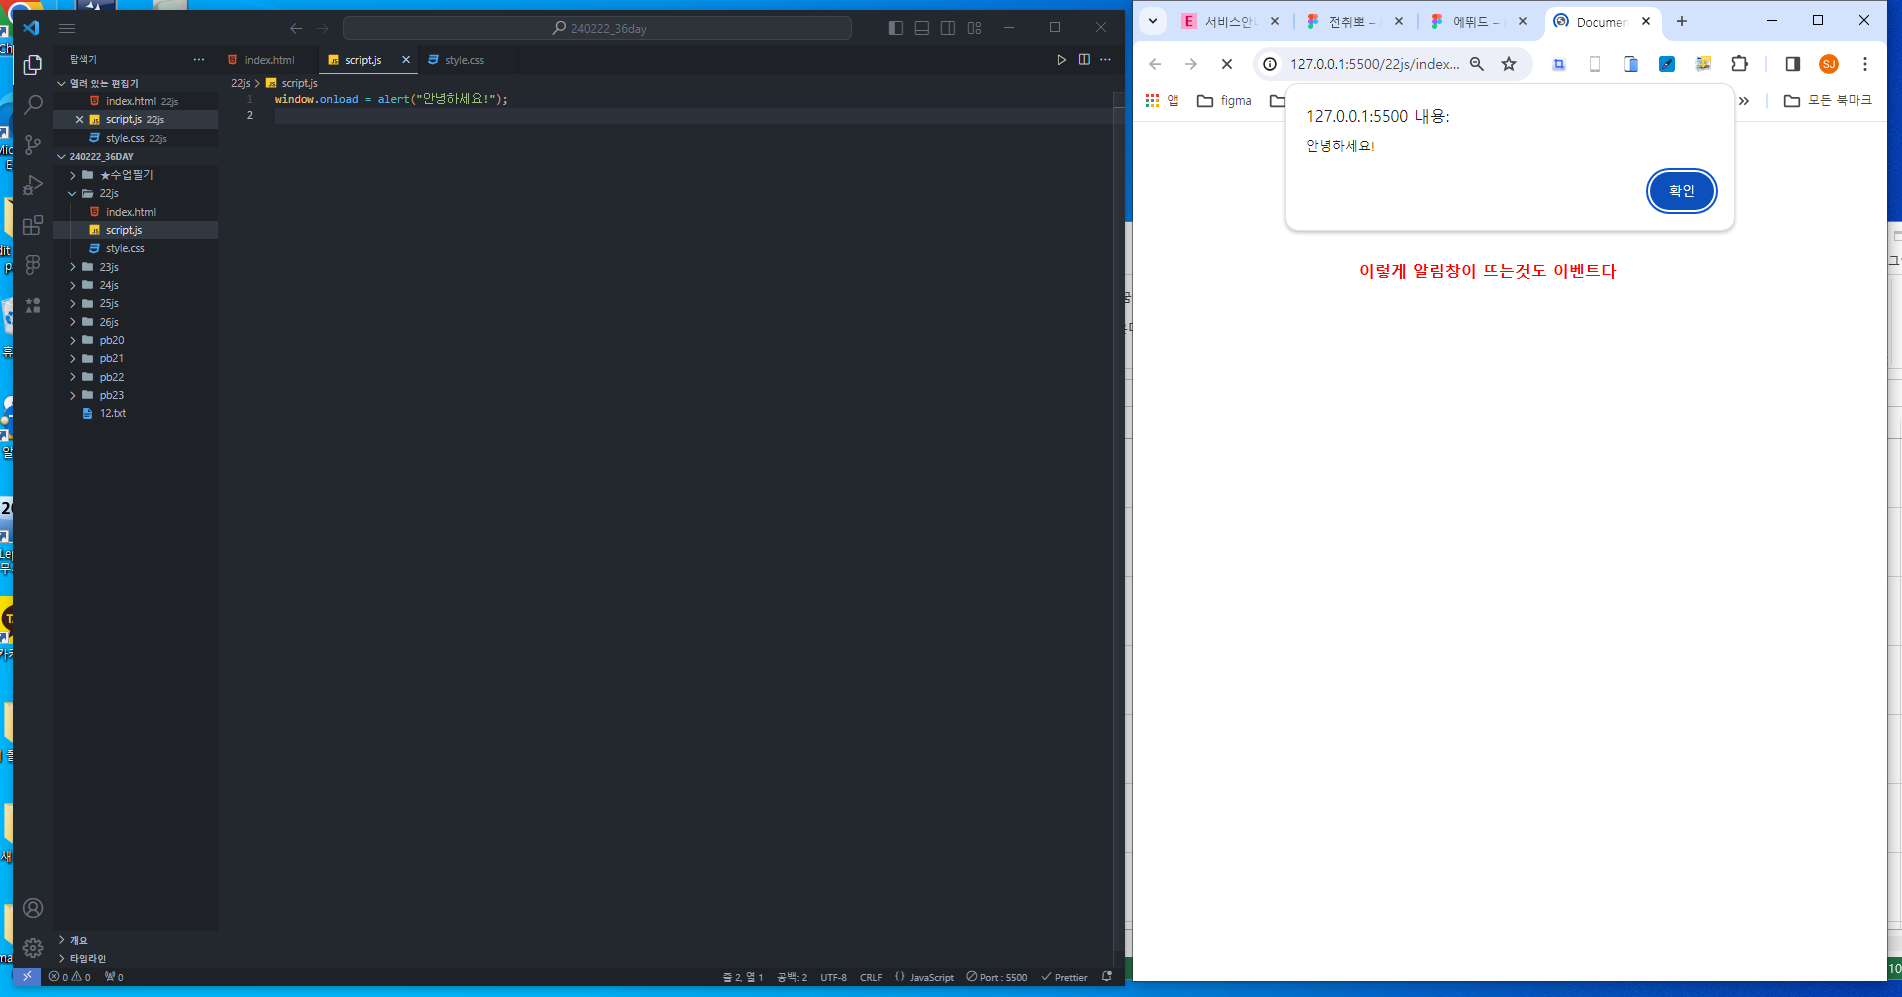 240222_36day
탐색기
index.html
script.js
style.css
열려 있는 편집기
index.html 22js
script.js 22js
style.css 22js
240222_36DAY
★수업필기
22js
index.html
script.js
style.css
23js
24js
25js
26js
pb20
pb21
pb22
pb23
12.txt
개요
타임라인
22js > script.js
1 window.onload = alert("안녕하세요!");
2
0 0 0
줄 2, 열 1 공백: 2 UTF-8 CRLF {} JavaScript Port : 5500 Prettier
E 서비스안 전취뽀 – 에뛰드 – Documen
127.0.0.1:5500/22js/index...
SJ
앱 figma
모든 북마크
127.0.0.1:5500 내용:
안녕하세요!
확인
이렇게 알림창이 뜨는것도 이벤트다